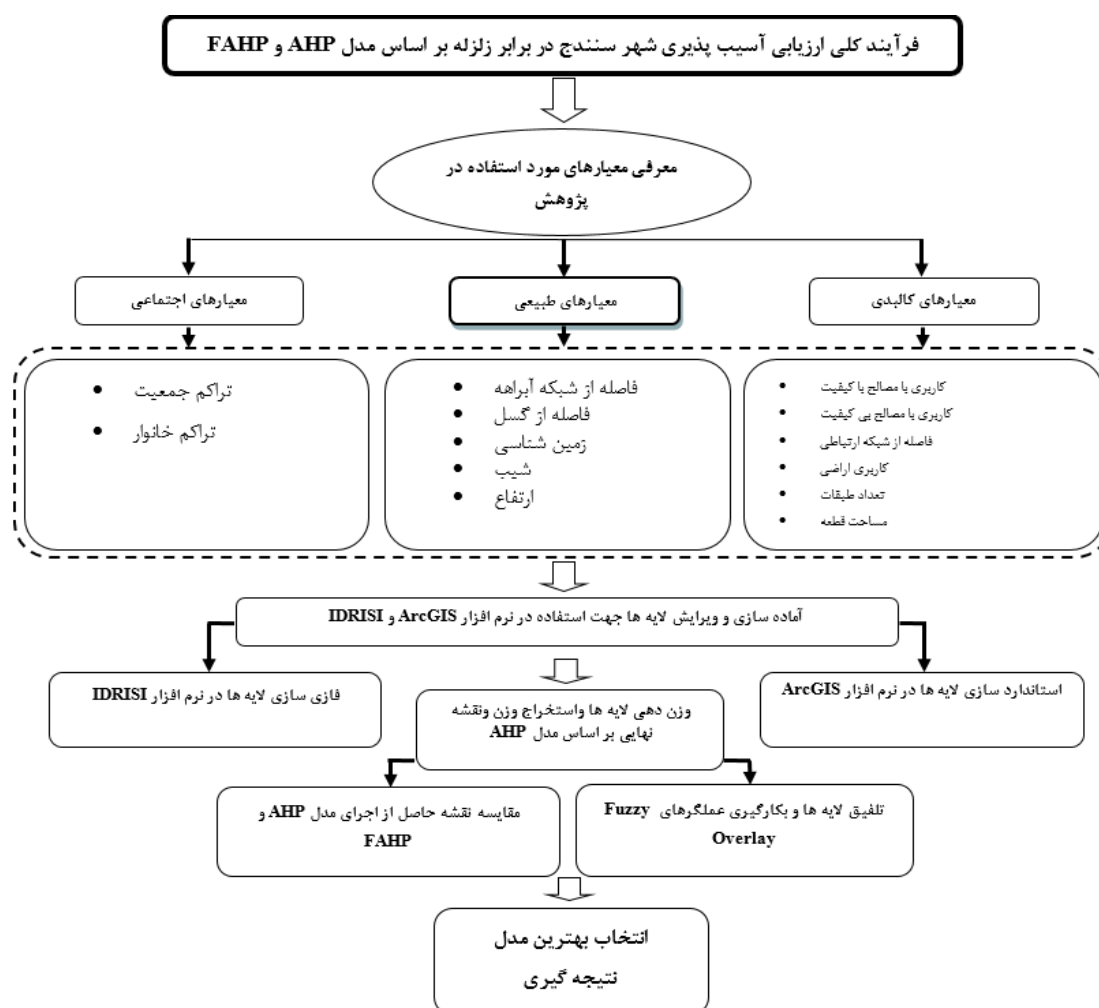 فرآیند کلی ارزیابی آسیب پذیری شهر سنندج در برابر زلزله بر اساس مدل AHP و FAHP
معرفی معیارهای مورد استفاده در
پژوهش
معیارهای کالبدی
معیارهای طبیعی
معیارهای اجتماعی
کاربری با مصالح با کیفیت
کاربری با مصالح بی کیفیت
فاصله از شبکه ارتباطی
کاربری اراضی
تعداد طبقات
مساحت قطعه
فاصله از شبکه آبراهه
فاصله از گسل
زمین شناسی
شیب
ارتفاع
تراکم جمعیت
تراکم خانوار
آماده سازی و ویرایش لایه ها جهت استفاده در نرم افزار ArcGIS و IDRISI
استاندارد سازی لایه ها در نرم افزار ArcGIS
وزن دهی لایه ها واستخراج وزن ونقشه
نهایی بر اساس مدل AHP
فازی سازی لایه ها در نرم افزار IDRISI
تلفیق لایه ها و بکارگیری عملگرهای Fuzzy
Overlay
مقایسه نقشه حاصل از اجرای مدل AHP و
FAHP
انتخاب بهترین مدل
نتیجه گیری